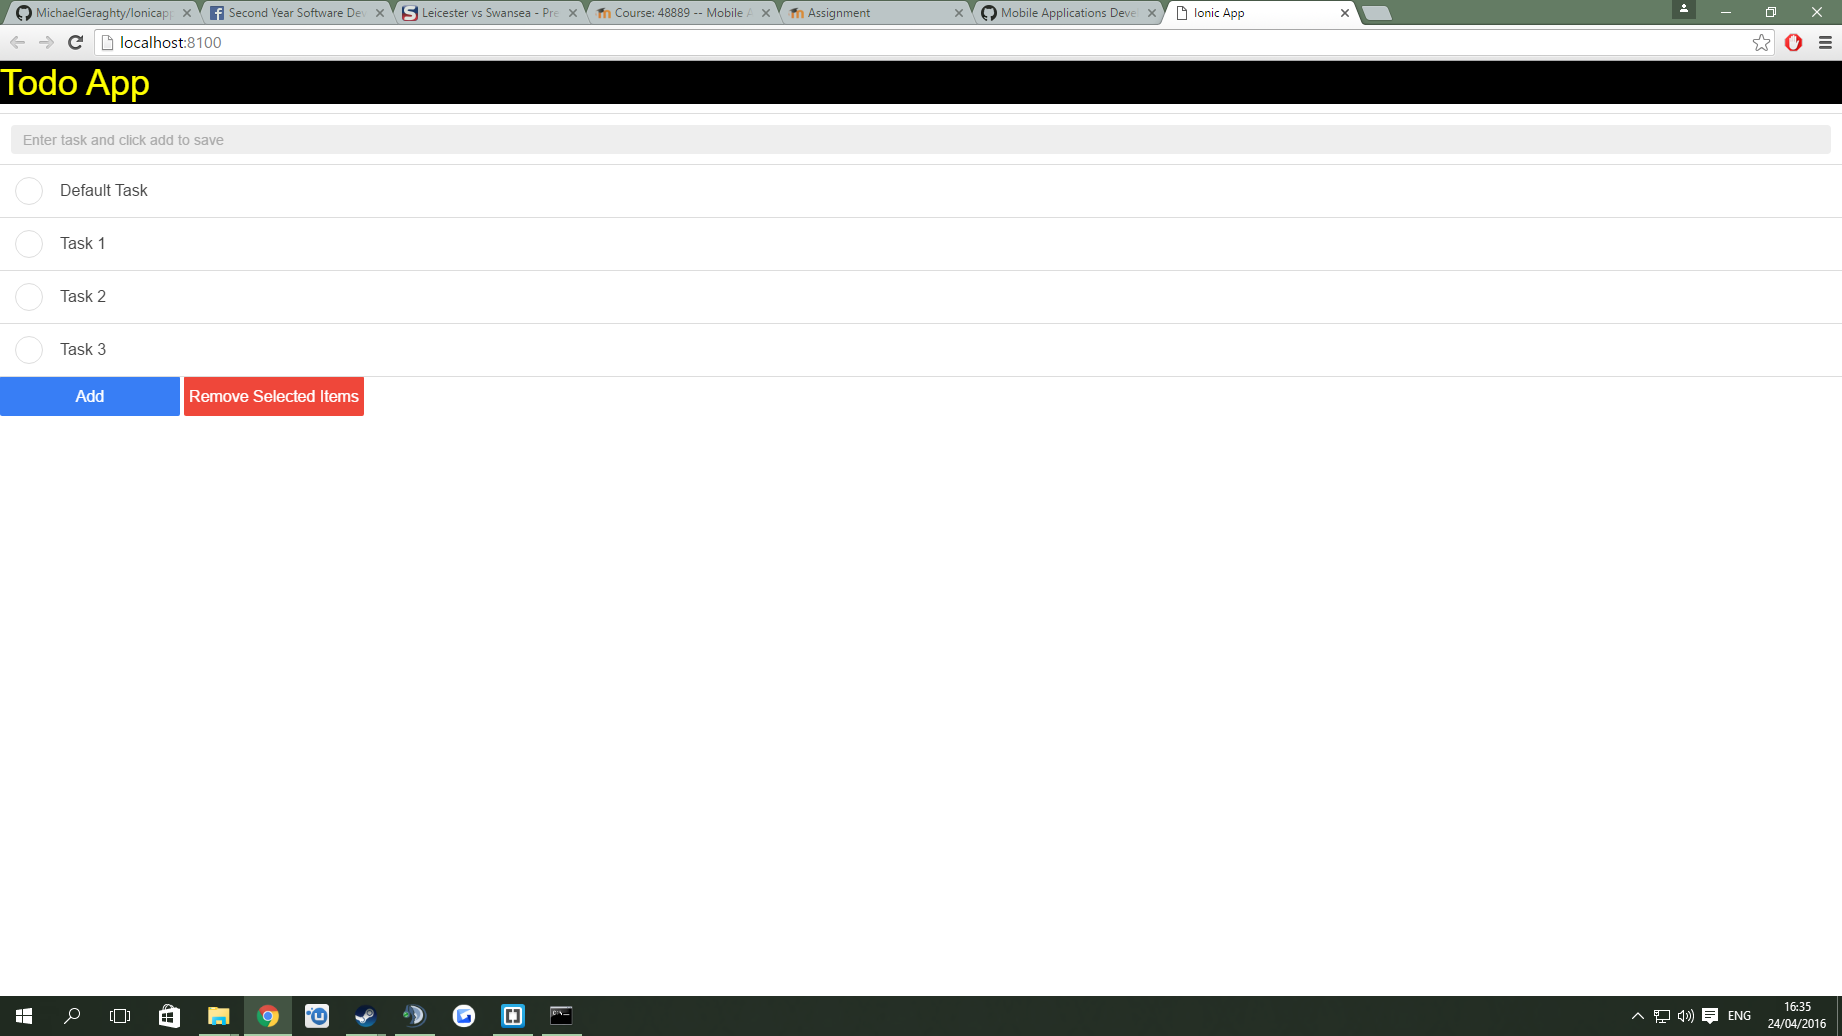 MichaelGeraghty/Ionicapp
Second Year Software Dev
Leicester vs Swansea - Pre
Course: 48889 -- Mobile A
Assignment
Mobile Applications Devel
Ionic App
localhost:8100
Todo App
Enter task and click add to save
Default Task
Task 1
Task 2
Task 3
Add
Remove Selected Items
ENG
16:35
24/04/2016